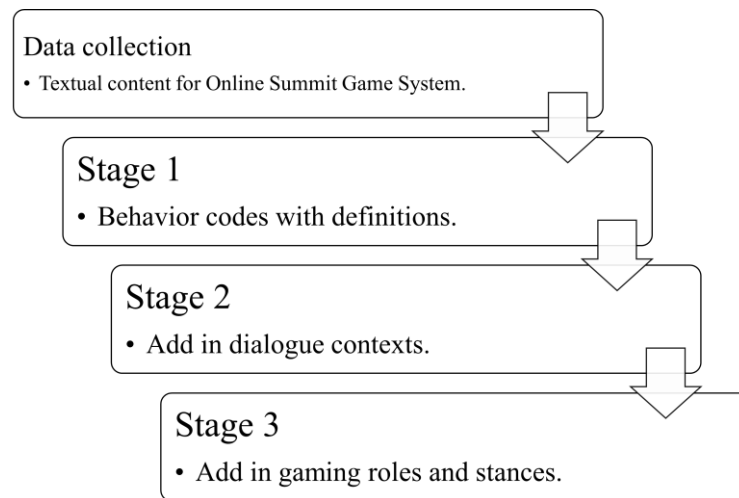 Data collection
• Textual content for Online Summit Game System.
Stage 1
• Behavior codes with definitions.
Stage 2
• Add in dialogue contexts.
Stage 3
• Add in gaming roles and stances.